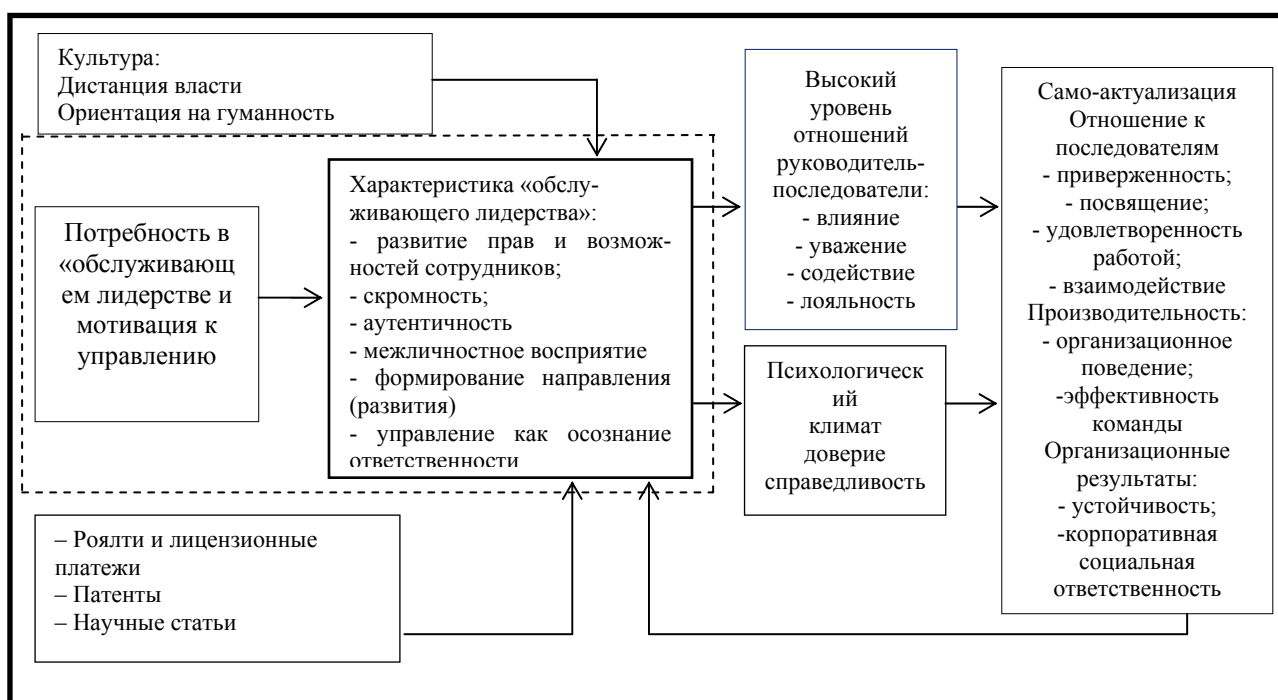 Культура:
Дистанция власти
Ориентация на гуманность
Потребность в
«обслуживающ
ем лидерстве и
мотивация к
управлению
Характеристика «обслу-
живающего лидерства»:
- развитие прав и возмож-
ностей сотрудников;
- скромность;
- аутентичность
- межличностное восприятие
- формирование направления
(развития)
- управление как осознание
ответственности
– Роялти и лицензионные
платежи
– Патенты
– Научные статьи
Высокий
уровень
отношений
руководитель-
последователи:
- влияние
- уважение
- содействие
- лояльность
Психологическ
ий
климат
доверие
справедливость
Само-актуализация
Отношение к
последователям
- приверженность;
- посвящение;
- удовлетворенность
работой;
- взаимодействие
Производительность:
- организационное
поведение;
-эффективность
команды
Организационные
результаты:
- устойчивость;
-корпоративная
социальная
ответственность